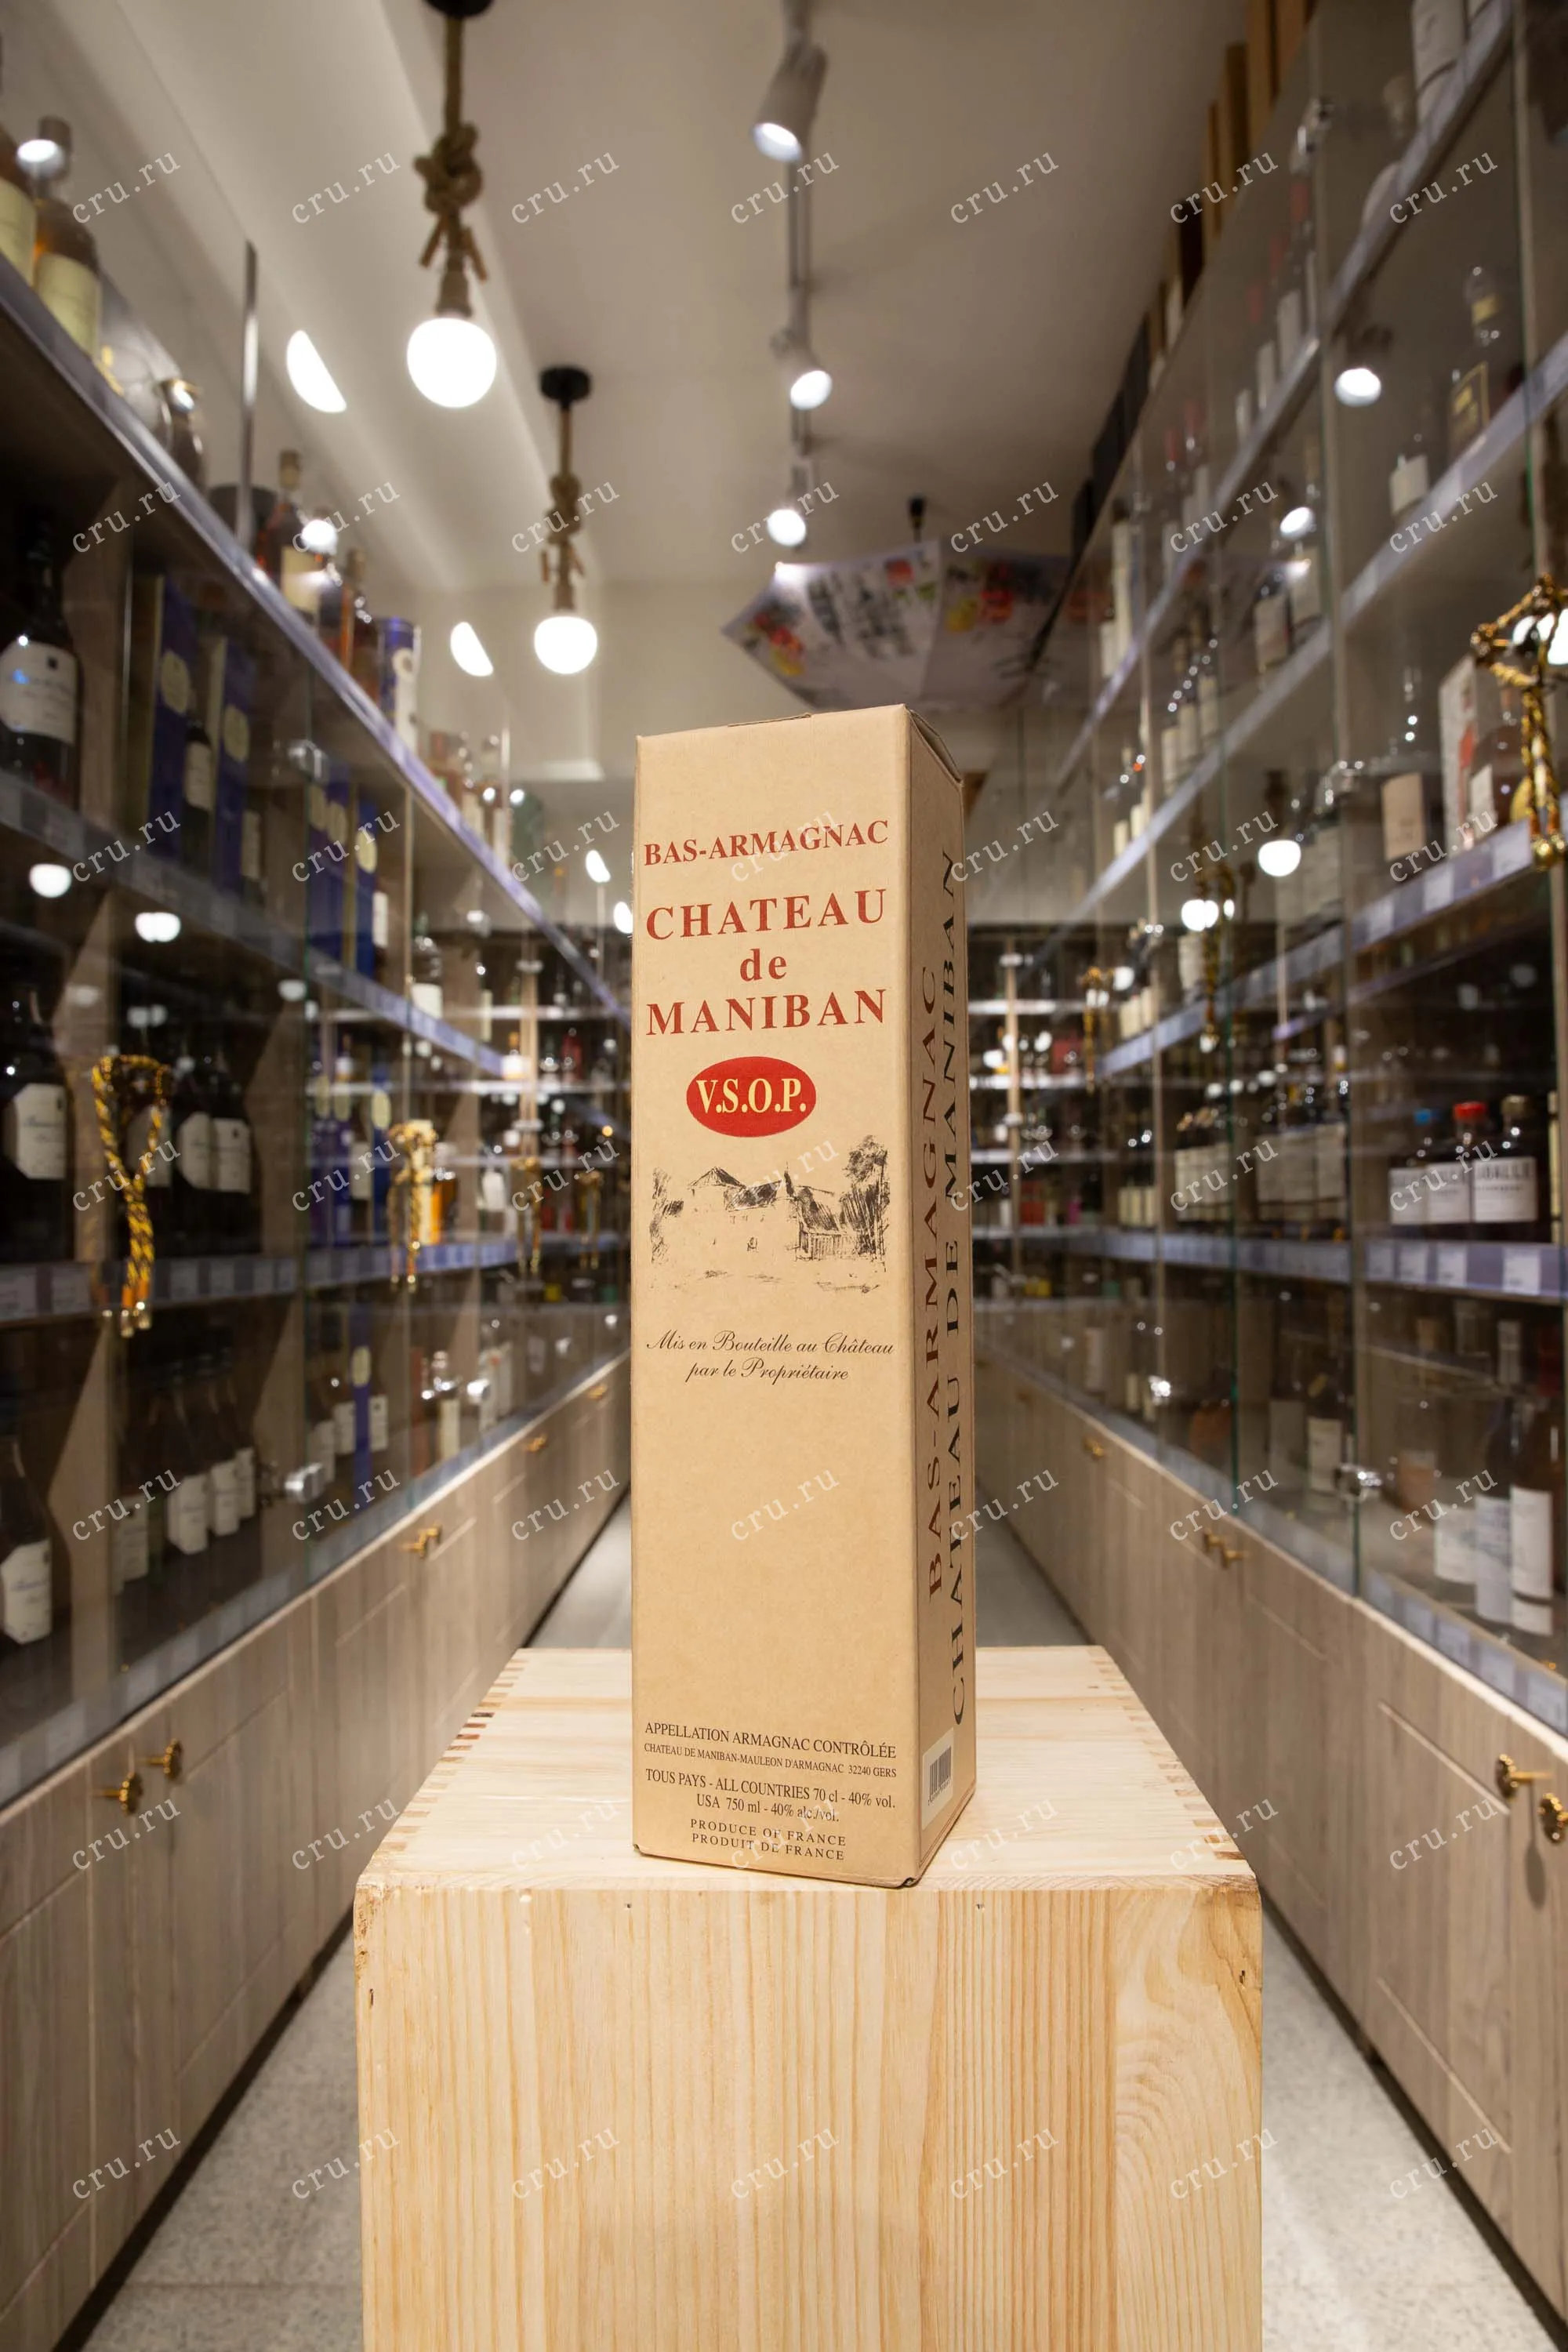 BAS-ARMAGNAC
CHATEAU
de
MANIBAN
V.S.O.P.
Mis en Bouteille au Château
par le Propriétaire
APPELLATION ARMAGNAC CONTRÔLÉE
CHATEAU DE MANIBAN-MAULEON D'ARMAGNAC 32240 GERS
TOUS PAYS - ALL COUNTRIES 70 cl - 40% vol.
USA 750 ml - 40% alc./vol.
PRODUCE OF FRANCE
PRODUIT DE FRANCE
BAS-ARMAGNAC
CHATEAU DE MANIBAN
cru.ru